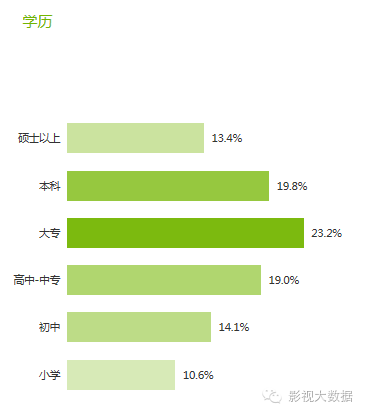 学历
硕士以上 13.4%
本科 19.8%
大专 23.2%
高中-中专 19.0%
初中 14.1%
小学 10.6%
影视大数据